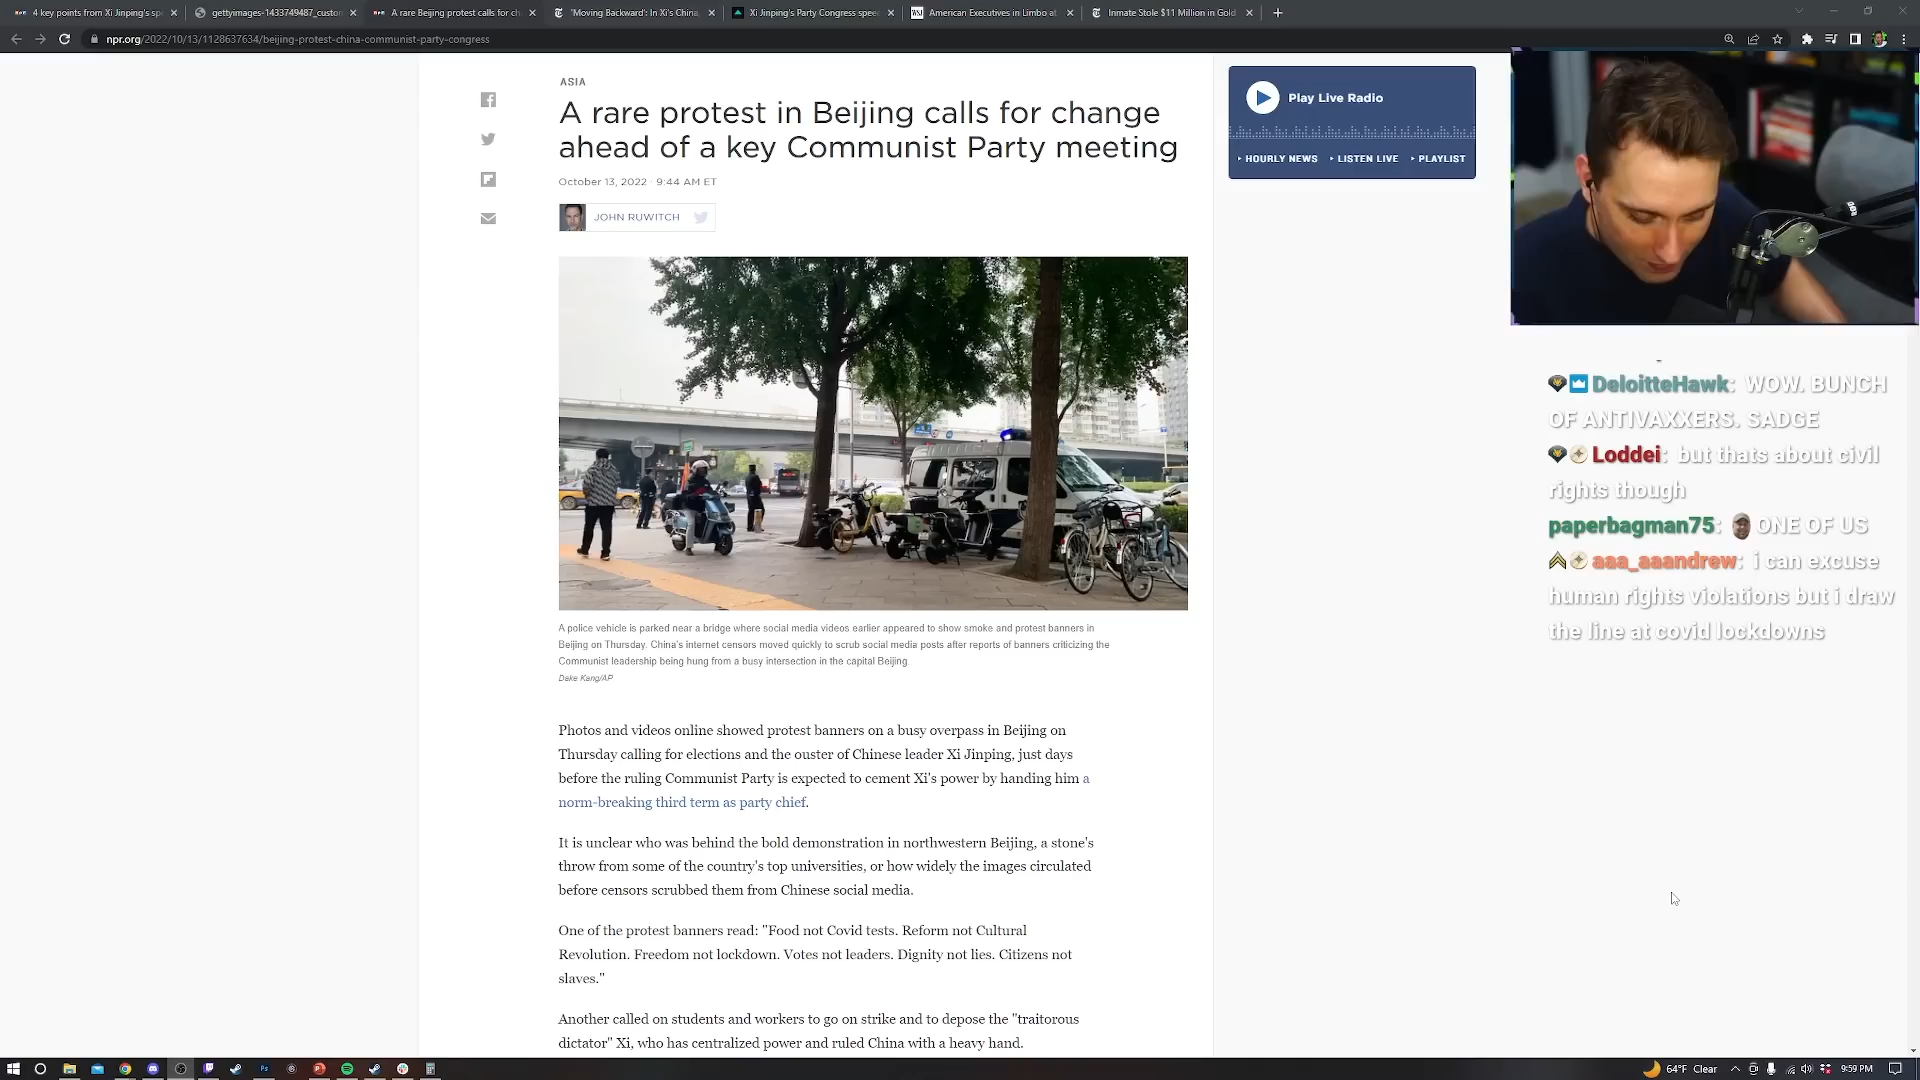 4 key points from Xi Jinping's sp
gettyimages-1433749487_custom
A rare Beijing protest calls for ch
'Moving Backward': In Xi's China,
Xi Jinping's Party Congress spee
American Executives in Limbo at
Inmate Stole $11 Million in Gold
npr.org/2022/10/13/1128637634/beijing-protest-china-communist-party-congress
ASIA
A rare protest in Beijing calls for change
ahead of a key Communist Party meeting
October 13, 2022 · 9:44 AM ET
JOHN RUWITCH
A police vehicle is parked near a bridge where social media videos earlier appeared to show smoke and protest banners in
Beijing on Thursday. China's internet censors moved quickly to scrub social media posts after reports of banners criticizing the
Communist leadership being hung from a busy intersection in the capital Beijing.
Dake Kang/AP
Photos and videos online showed protest banners on a busy overpass in Beijing on
Thursday calling for elections and the ouster of Chinese leader Xi Jinping, just days
before the ruling Communist Party is expected to cement Xi's power by handing him a
norm-breaking third term as party chief.
It is unclear who was behind the bold demonstration in northwestern Beijing, a stone's
throw from some of the country's top universities, or how widely the images circulated
before censors scrubbed them from Chinese social media.
One of the protest banners read: "Food not Covid tests. Reform not Cultural
Revolution. Freedom not lockdown. Votes not leaders. Dignity not lies. Citizens not
slaves."
Another called on students and workers to go on strike and to depose the "traitorous
dictator" Xi, who has centralized power and ruled China with a heavy hand.
Play Live Radio
HOURLY NEWS
LISTEN LIVE
PLAYLIST
DeloitteHawk: WOW. BUNCH
OF ANTIVAXXERS. SADGE
Loddei: but thats about civil
rights though
paperbagman75: ONE OF US
aaa_aaandrew: i can excuse
human rights violations but i draw
the line at covid lockdowns
64°F Clear
9:59 PM